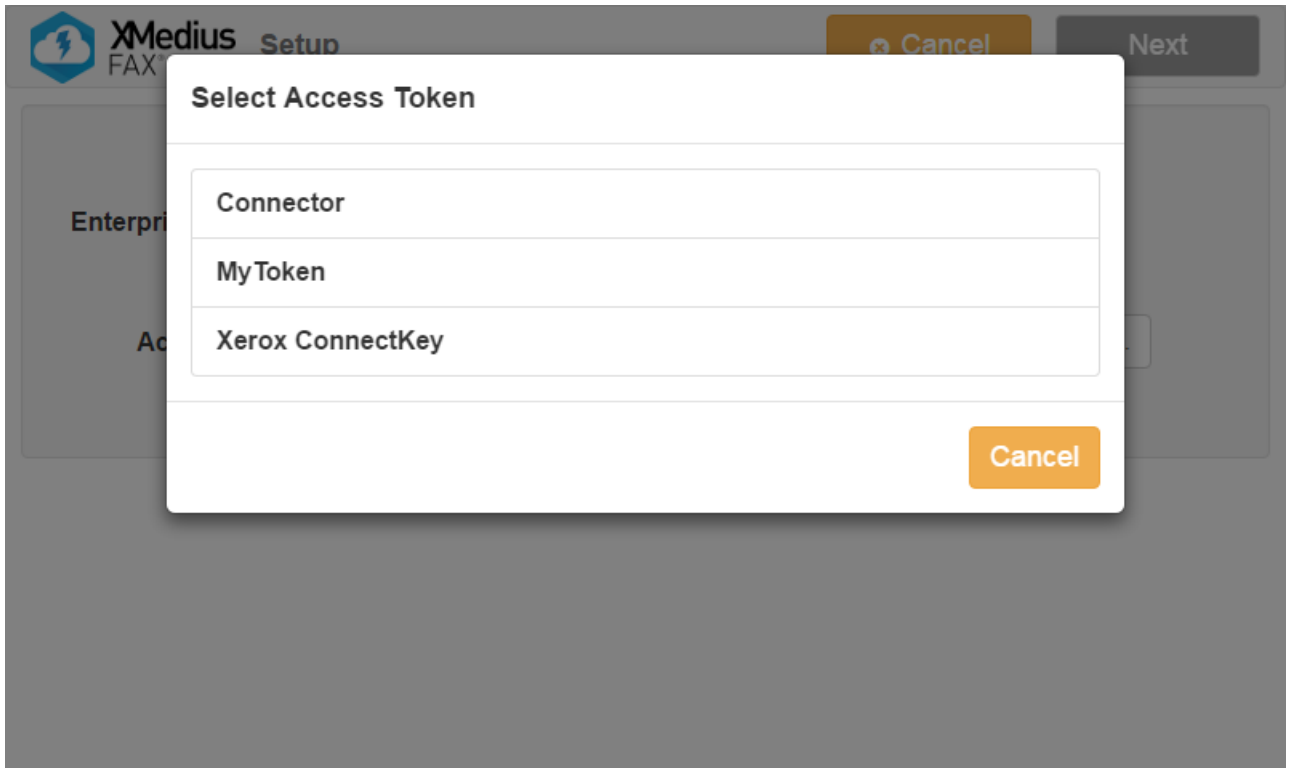 XMedius
FAX®
Setup
Cancel
Next
Select Access Token
Connector
Enterpri
MyToken
Xerox ConnectKey
Ac
Cancel